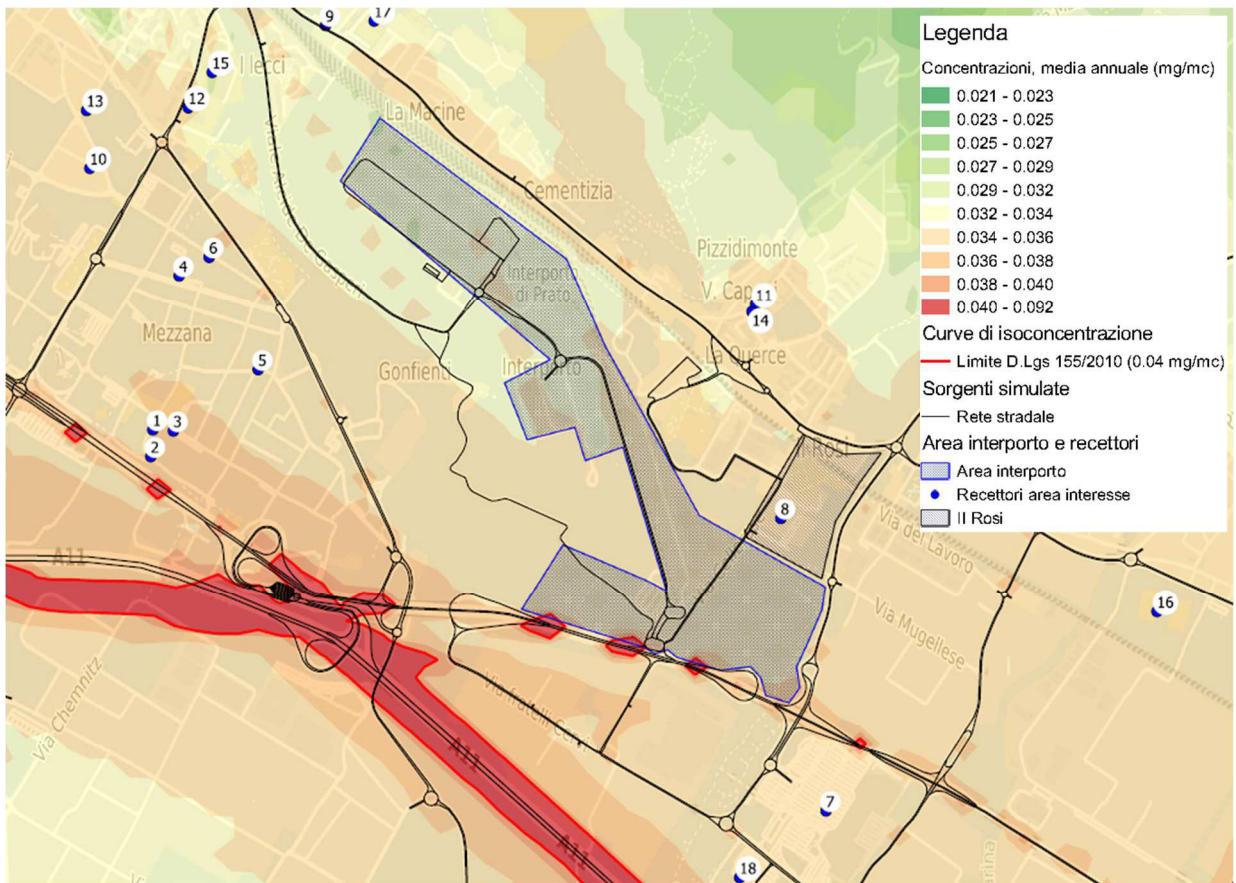 9
17
15
I lecci
13
12
La Macine
10
Cementizia
6
4
Pizzidimonte
Interporto
di Prato
11
14
Mezzana
La Querce
5
Gonfienti
Interporto
1
3
2
Il Rosi
8
Via del Lavoro
A11
16
Via Mugellese
Via Chemnitz
Via Fratelli Cervi
A11
7
A11
18
Legenda
Concentrazioni, media annuale (mg/mc)
0.021 - 0.023
0.023 - 0.025
0.025 - 0.027
0.027 - 0.029
0.029 - 0.032
0.032 - 0.034
0.034 - 0.036
0.036 - 0.038
0.038 - 0.040
0.040 - 0.092
Curve di isoconcentrazione
Limite D.Lgs 155/2010 (0.04 mg/mc)
Sorgenti simulate
Rete stradale
Area interporto e recettori
Area interporto
Recettori area interesse
Il Rosi